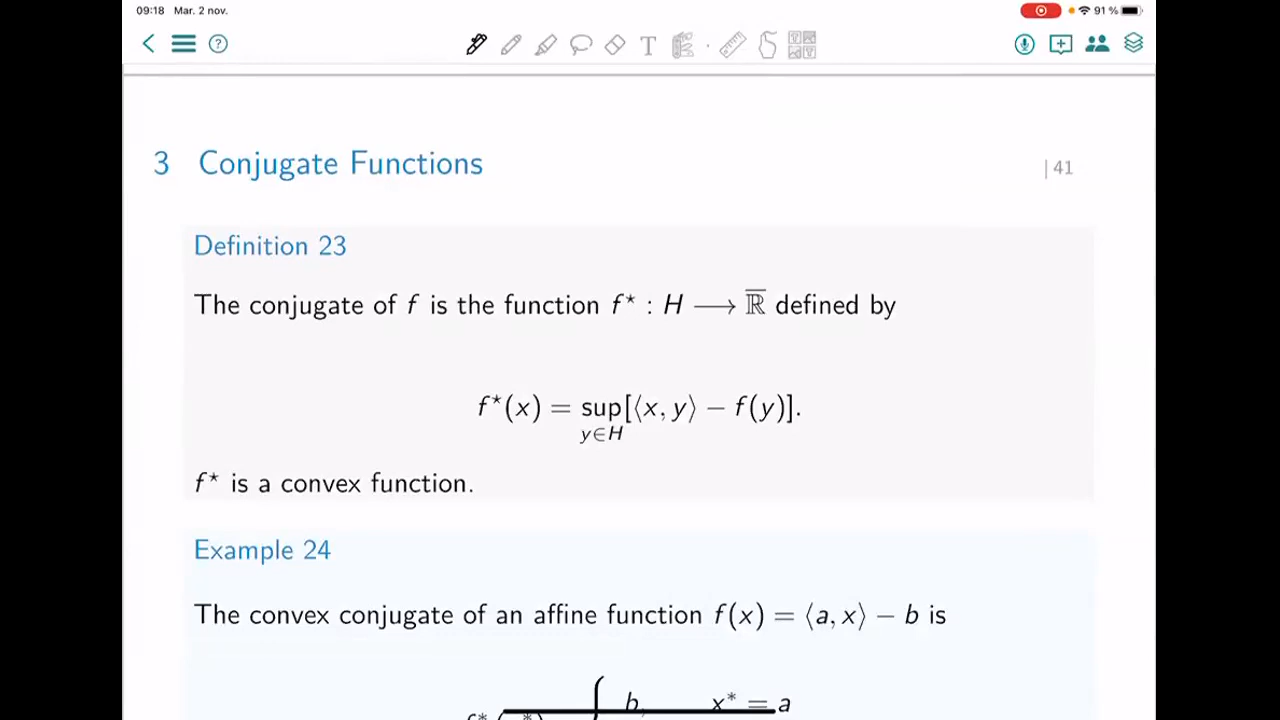 09:18 Mar. 2 nov. 91 %
3 Conjugate Functions | 41
Definition 23
The conjugate of f is the function f* : H ⟶ ℝ̅ defined by
f*(x) = sup[⟨x, y⟩ − f(y)].
y∈H
f* is a convex function.
Example 24
The convex conjugate of an affine function f(x) = ⟨a, x⟩ − b is
b, x* = a